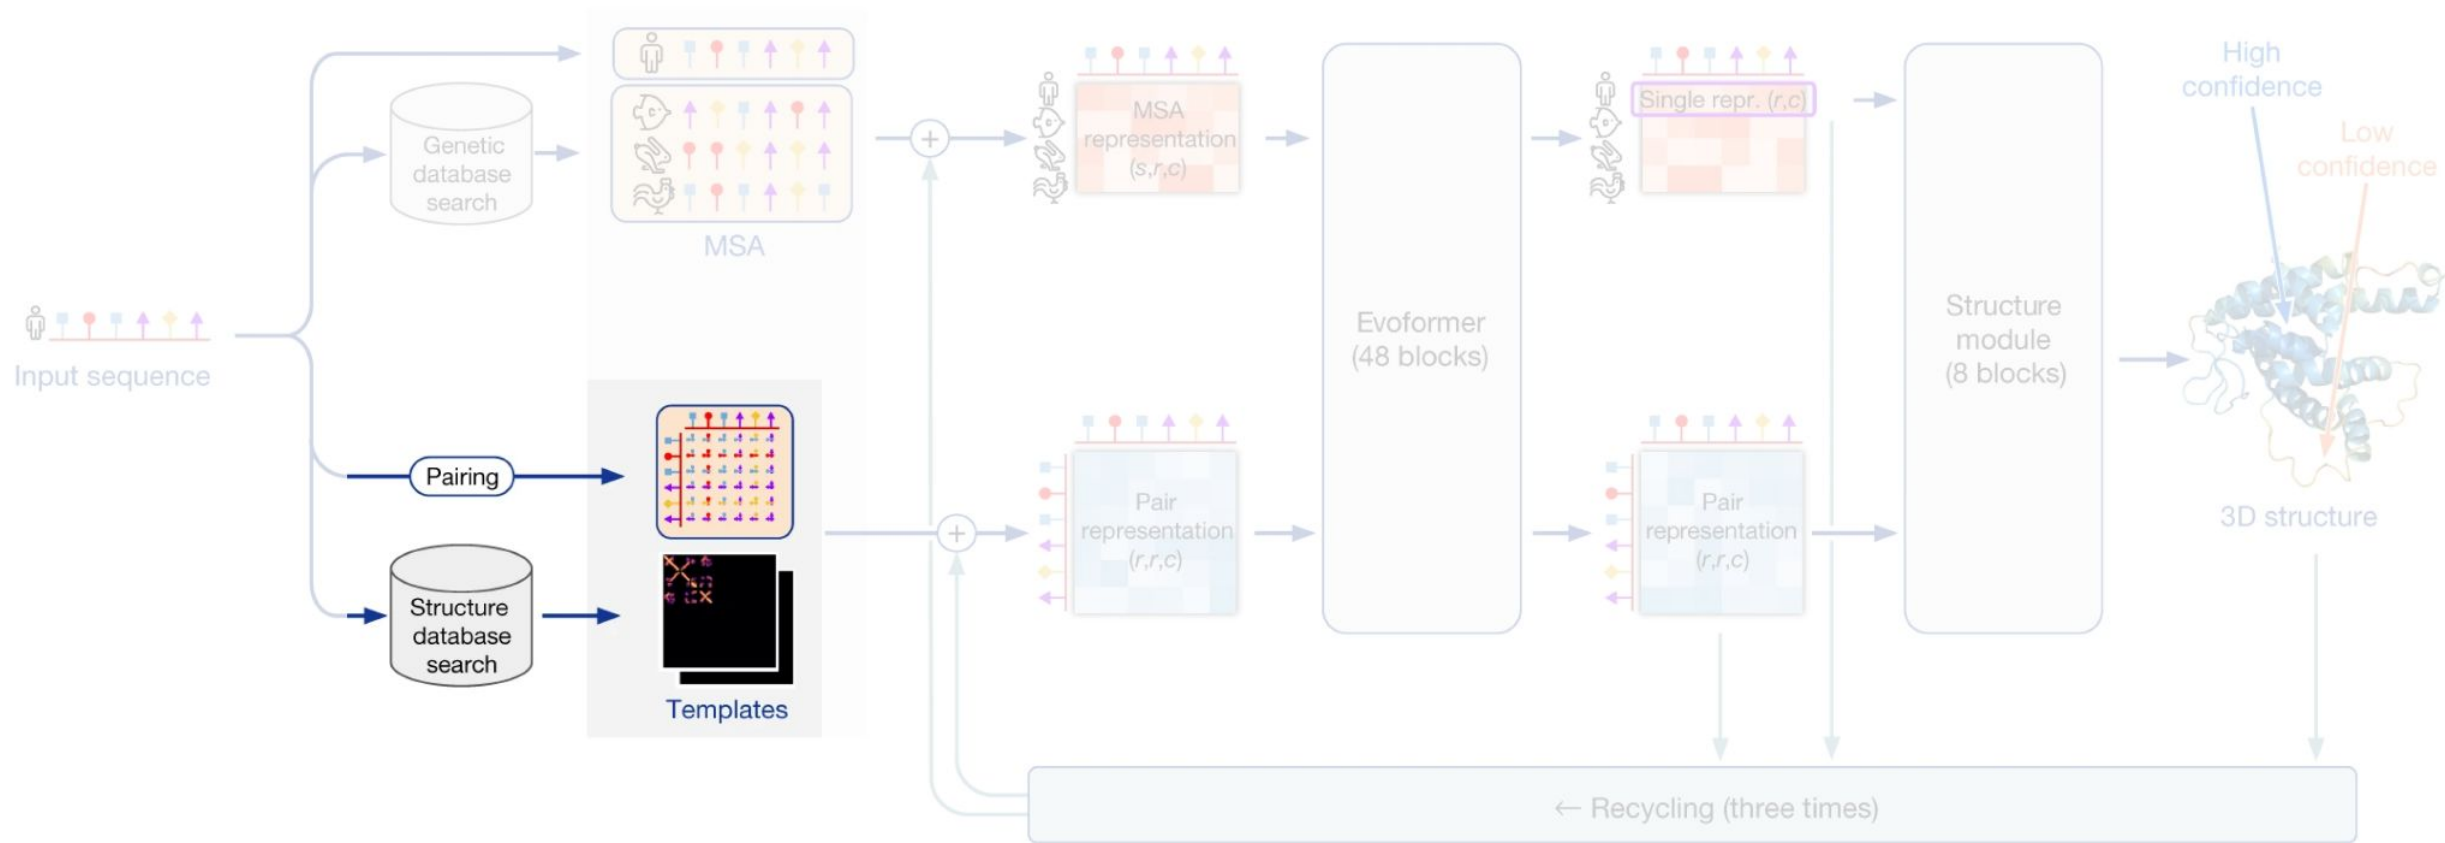 Input sequence
Genetic
database
search
MSA
Pairing
Structure
database
search
Templates
+
+
MSA
representation
(s,r,c)
Pair
representation
(r,r,c)
Evoformer
(48 blocks)
Single repr. (r,c)
Pair
representation
(r,r,c)
Structure
module
(8 blocks)
High
confidence
Low
confidence
3D structure
← Recycling (three times)